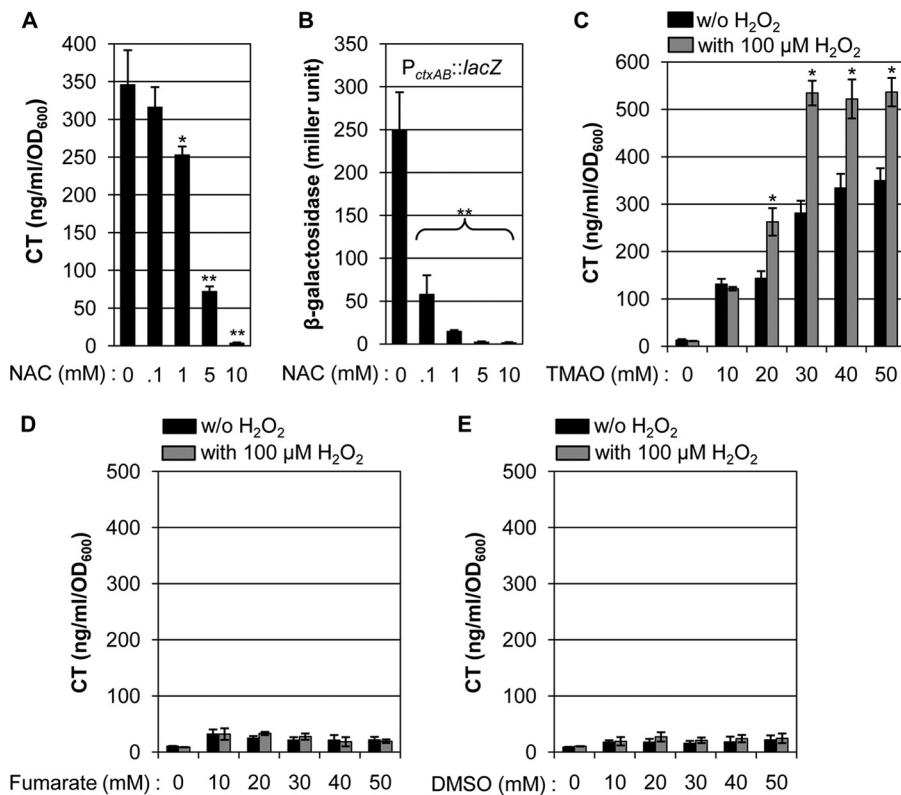 A
CT (ng/ml/OD600)
400
350
300
250
200
150
100
50
0
*
**
**
NAC (mM) : 0 .1 1 5 10
B
β-galactosidase (miller unit)
350
300
250
200
150
100
50
0
PctxAB::lacZ
**
NAC (mM) : 0 .1 1 5 10
C
w/o H2O2
with 100 µM H2O2
CT (ng/ml/OD600)
600
500
400
300
200
100
0
*
*
*
*
TMAO (mM) : 0 10 20 30 40 50
D
w/o H2O2
with 100 µM H2O2
CT (ng/ml/OD600)
500
400
300
200
100
0
Fumarate (mM) : 0 10 20 30 40 50
E
w/o H2O2
with 100 µM H2O2
CT (ng/ml/OD600)
500
400
300
200
100
0
DMSO (mM) : 0 10 20 30 40 50